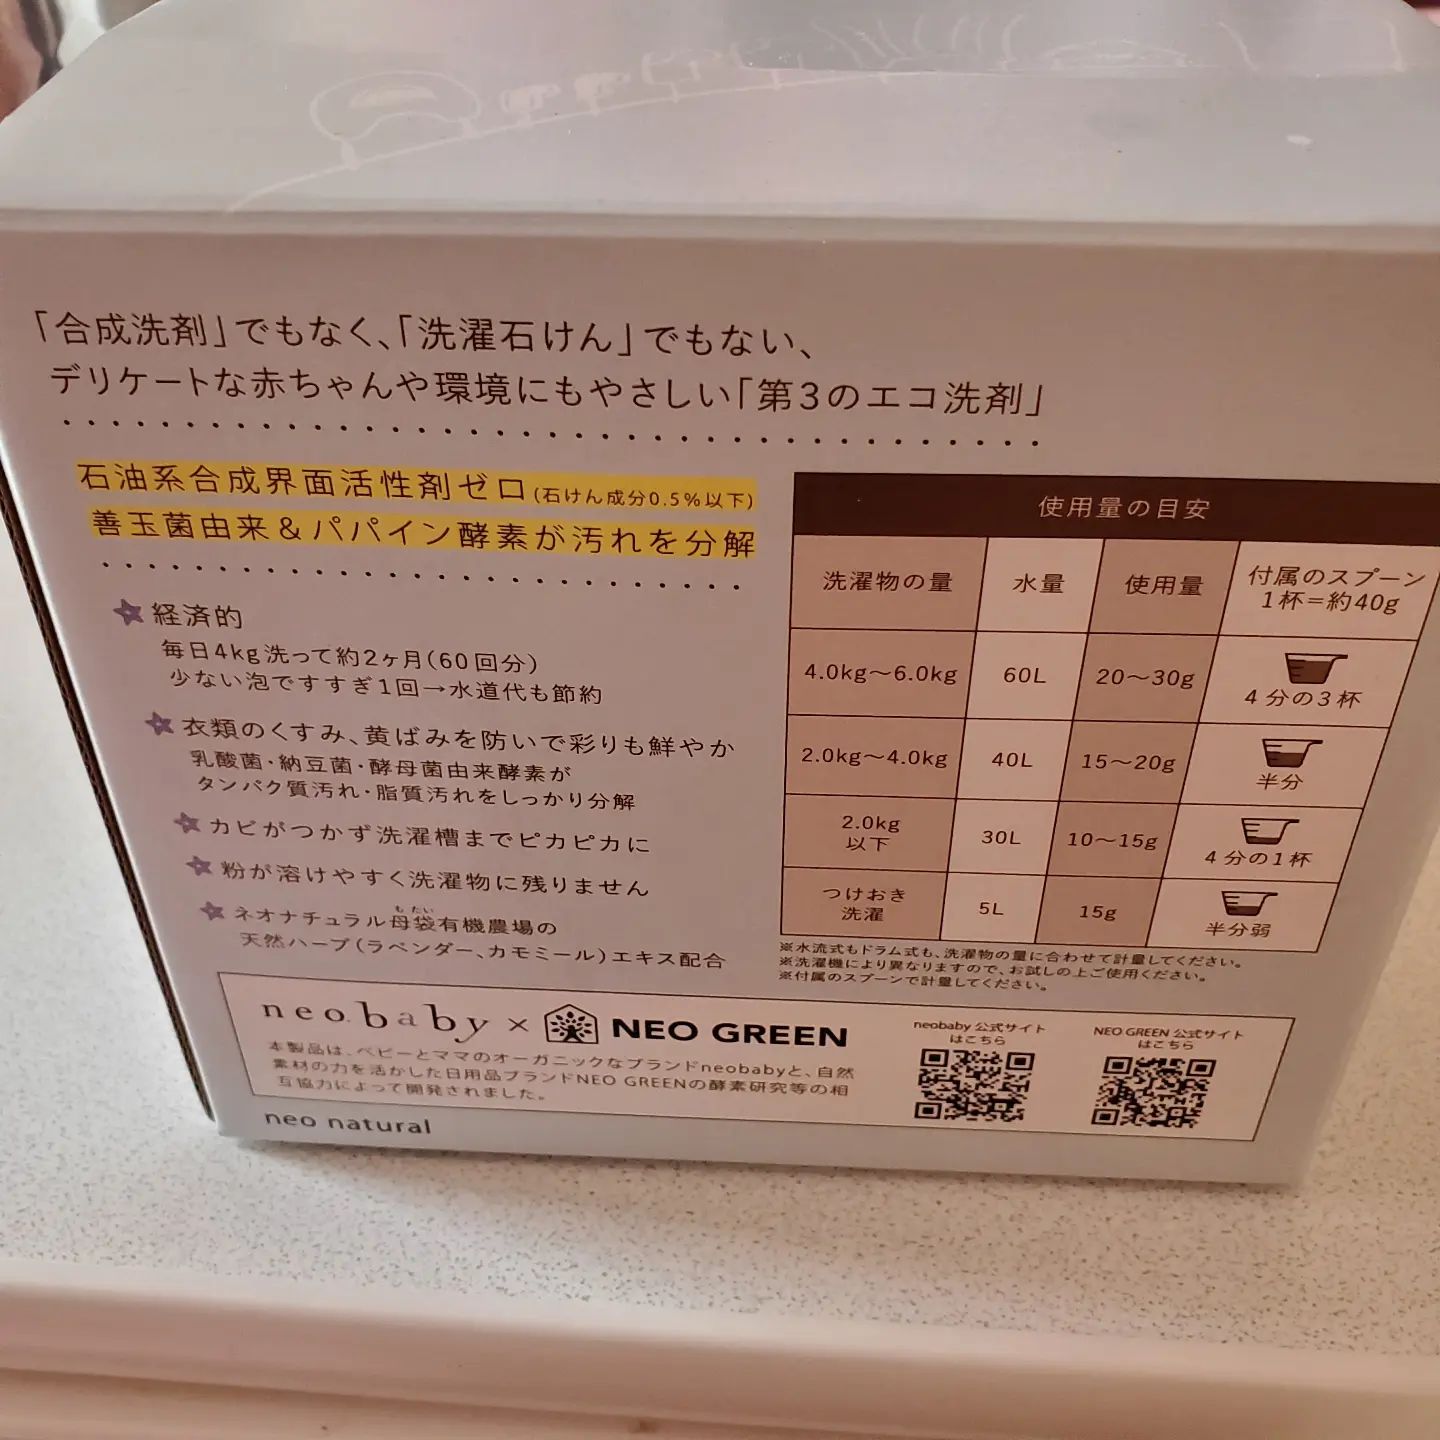 「合成洗剤」でもなく、「洗濯石けん」でもない、
デリケートな赤ちゃんや環境にもやさしい「第3のエコ洗剤」
石油系合成界面活性剤ゼロ(石けん成分0.5%以下)
善玉菌由来&パパイン酵素が汚れを分解
経済的
毎日4kg洗って約2ヶ月(60回分)
少ない泡ですすぎ1回→水道代も節約
衣類のくすみ、黄ばみを防いで彩りも鮮やか
乳酸菌・納豆菌・酵母菌由来酵素が
タンパク質汚れ・脂質汚れをしっかり分解
カビがつかず洗濯槽までピカピカに
粉が溶けやすく洗濯物に残りません
もたい
ネオナチュラル母袋有機農場の
天然ハーブ(ラベンダー、カモミール)エキス配合
使用量の目安
洗濯物の量 水量 使用量 付属のスプーン
1杯=約40g
4.0kg〜6.0kg 60L 20〜30g 4分の3杯
2.0kg〜4.0kg 40L 15〜20g 半分
2.0kg
以下 30L 10〜15g 4分の1杯
つけおき
洗濯 5L 15g 半分弱
※水流式もドラム式も、洗濯物の量に合わせて計量してください。
※洗濯機により異なりますので、お試しの上ご使用ください。
※付属のスプーンで計量してください。
neobaby × NEO GREEN
本製品は、ベビーとママのオーガニックなブランドneobabyと、自然
素材の力を活かした日用品ブランドNEO GREENの酵素研究等の相
互協力によって開発されました。
neobaby 公式サイト
はこちら
NEO GREEN 公式サイト
はこちら
neo natural